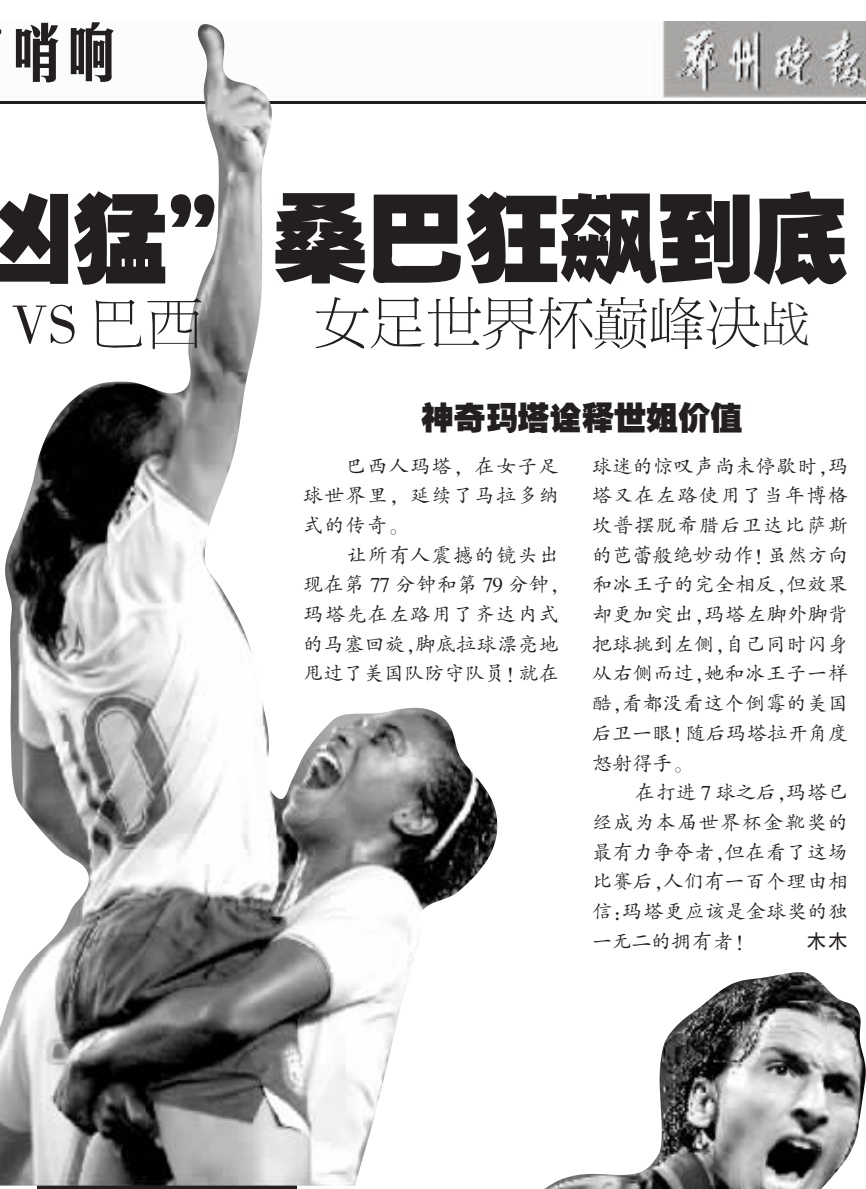 哨响
郑州晚报
凶猛” 桑巴狂飙到底
VS 巴西 女足世界杯巅峰决战
神奇玛塔诠释世姐价值
巴西人玛塔，在女子足
球世界里，延续了马拉多纳
式的传奇。
让所有人震撼的镜头出
现在第 77 分钟和第 79 分钟，
玛塔先在左路用了齐达内式
的马塞回旋，脚底拉球漂亮地
甩过了美国队防守队员！就在
球迷的惊叹声尚未停歇时，玛
塔又在左路使用了当年博格
坎普摆脱希腊后卫达比萨斯
的芭蕾般绝妙动作！虽然方向
和冰王子的完全相反，但效果
却更加突出，玛塔左脚外脚背
把球挑到左侧，自己同时闪身
从右侧而过，她和冰王子一样
酷，看都没看这个倒霉的美国
后卫一眼！随后玛塔拉开角度
怒射得手。
在打进 7 球之后，玛塔已
经成为本届世界杯金靴奖的
最有力争夺者，但在看了这场
比赛后，人们有一百个理由相
信：玛塔更应该是金球奖的独
一无二的拥有者！ 木木
10